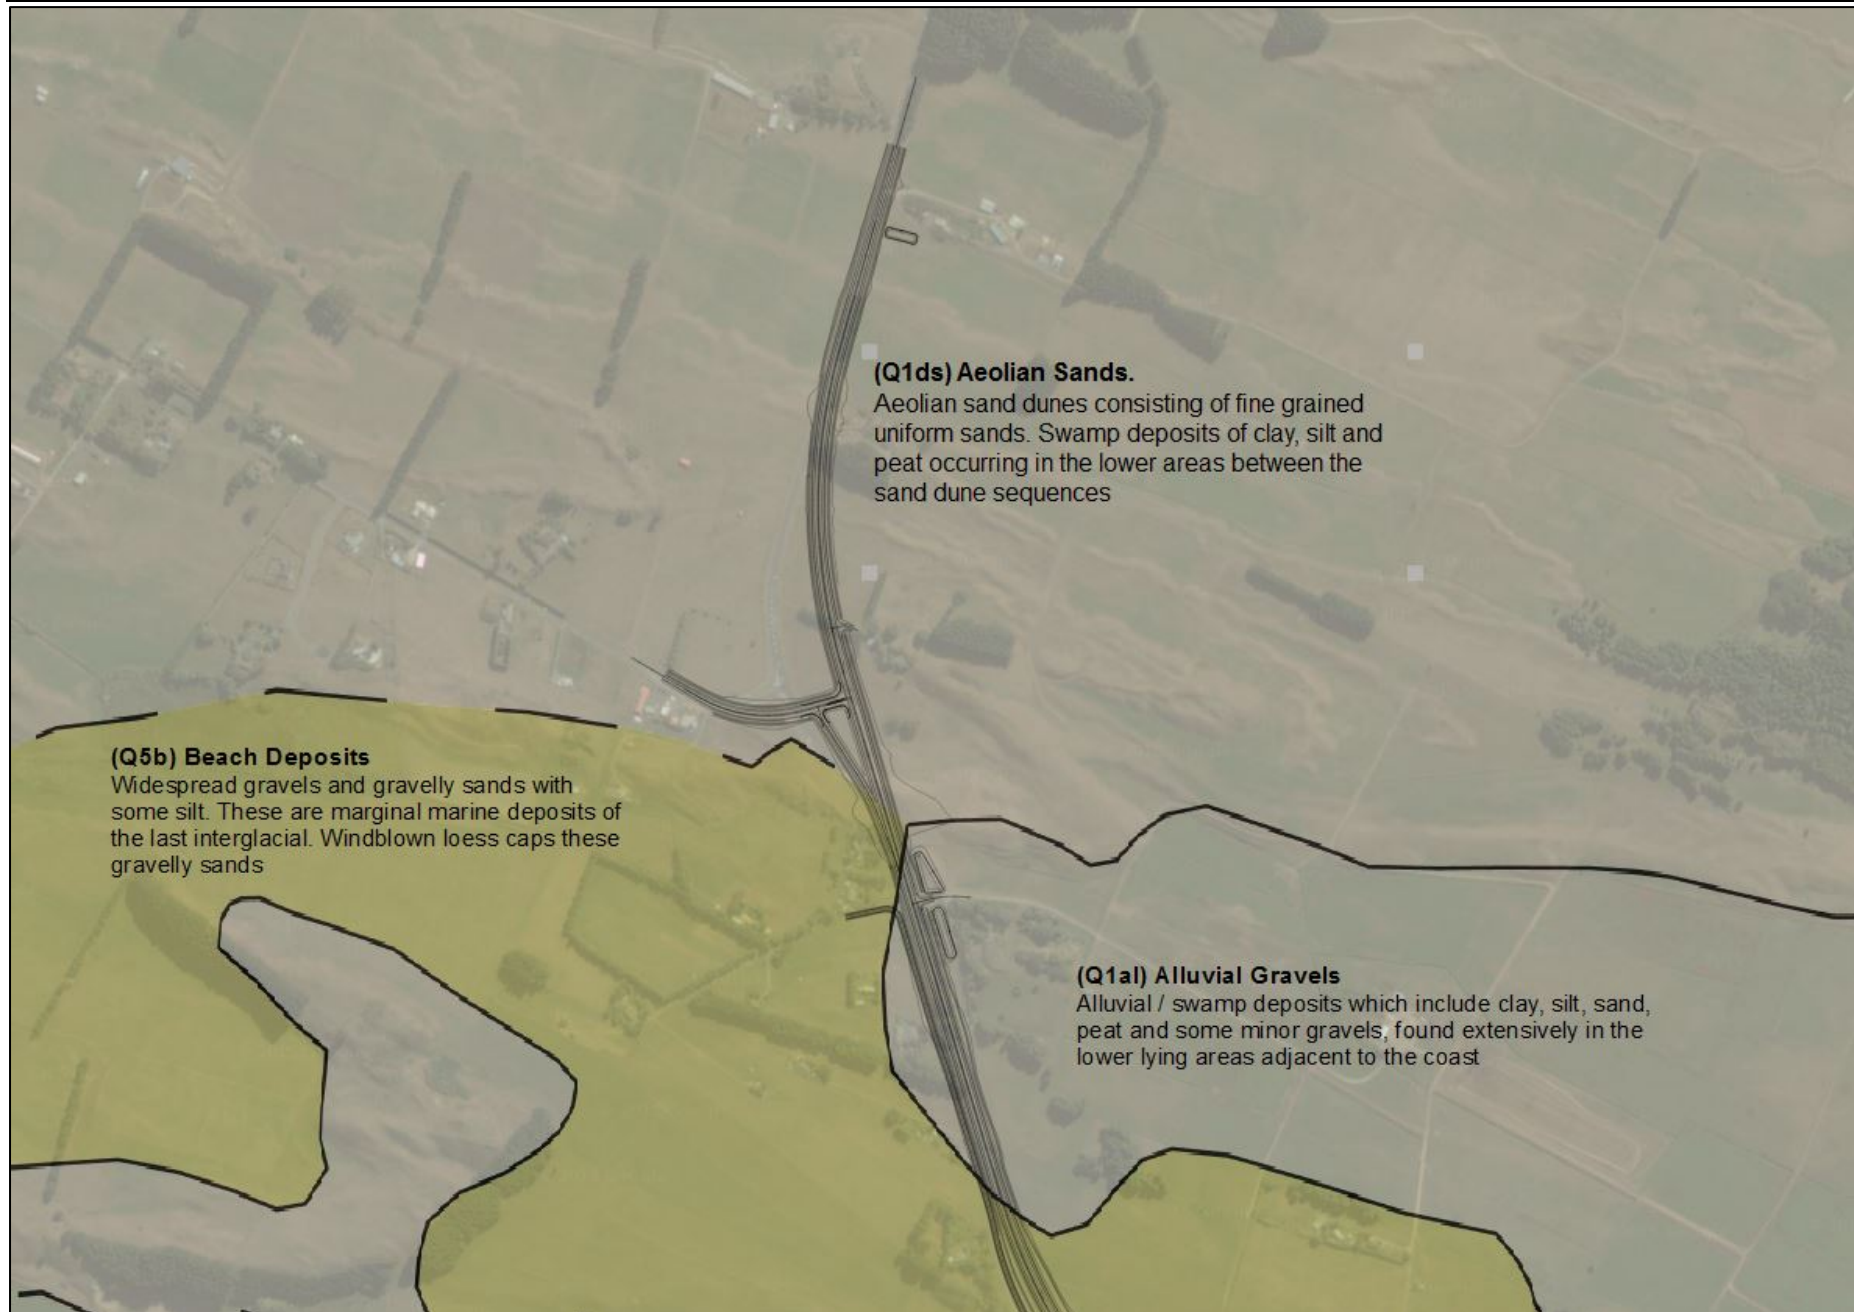 (Q1ds) Aeolian Sands.
Aeolian sand dunes consisting of fine grained
uniform sands. Swamp deposits of clay, silt and
peat occurring in the lower areas between the
sand dune sequences
(Q5b) Beach Deposits
Widespread gravels and gravelly sands with
some silt. These are marginal marine deposits of
the last interglacial. Windblown loess caps these
gravelly sands
(Q1al) Alluvial Gravels
Alluvial / swamp deposits which include clay, silt, sand,
peat and some minor gravels, found extensively in the
lower lying areas adjacent to the coast